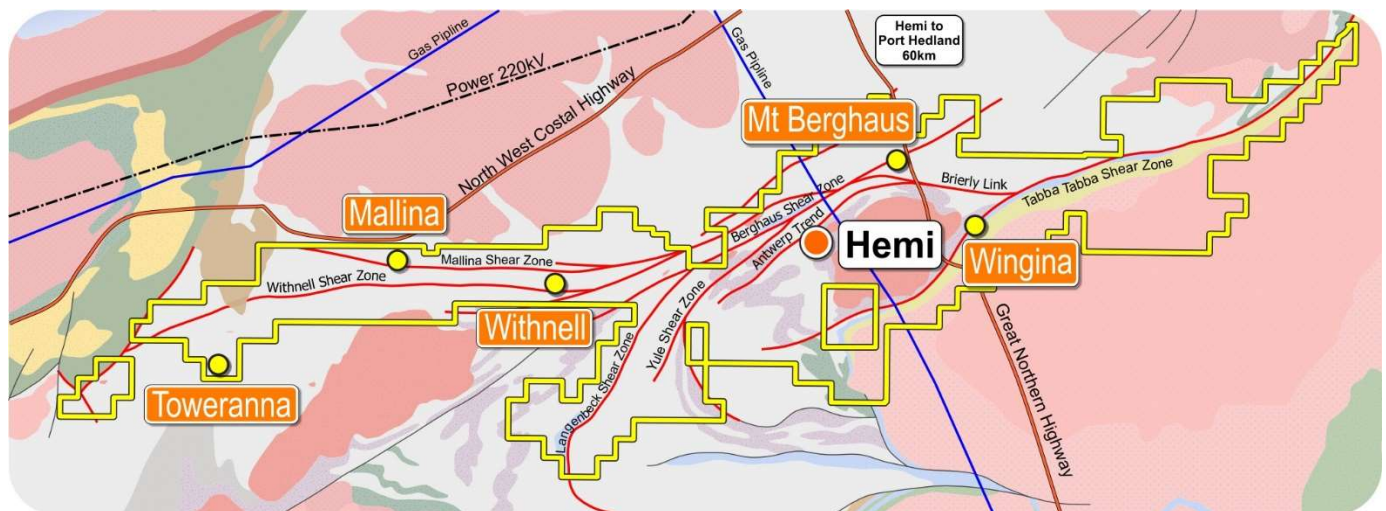 Gas Pipline
Power 220kV
North West Costal Highway
Gas Pipline
Hemi to
Port Hedland
60km
Mt Berghaus
Brierly Link
Tabba Tabba Shear Zone
Mallina
Berghaus Shear Zone
Antwerp Trend
Hemi
Wingina
Mallina Shear Zone
Withnell Shear Zone
Withnell
Yule Shear Zone
Langenbeck Shear Zone
Great Northern Highway
Toweranna